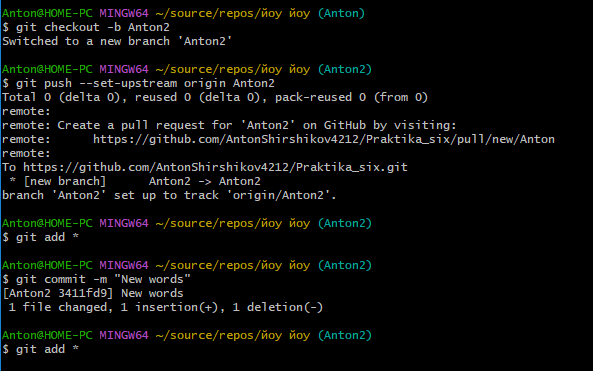 Anton@HOME-PC MINGW64 ~/source/repos/йоу йоу (Anton)
$ git checkout -b Anton2
Switched to a new branch 'Anton2'
Anton@HOME-PC MINGW64 ~/source/repos/йоу йоу (Anton2)
$ git push --set-upstream origin Anton2
Total 0 (delta 0), reused 0 (delta 0), pack-reused 0 (from 0)
remote:
remote: Create a pull request for 'Anton2' on GitHub by visiting:
remote:      https://github.com/AntonShirshikov4212/Praktika_six/pull/new/Anton
remote:
To https://github.com/AntonShirshikov4212/Praktika_six.git
 * [new branch]      Anton2 -> Anton2
branch 'Anton2' set up to track 'origin/Anton2'.
Anton@HOME-PC MINGW64 ~/source/repos/йоу йоу (Anton2)
$ git add *
Anton@HOME-PC MINGW64 ~/source/repos/йоу йоу (Anton2)
$ git commit -m "New words"
[Anton2 3411fd9] New words
 1 file changed, 1 insertion(+), 1 deletion(-)
Anton@HOME-PC MINGW64 ~/source/repos/йоу йоу (Anton2)
$ git add *